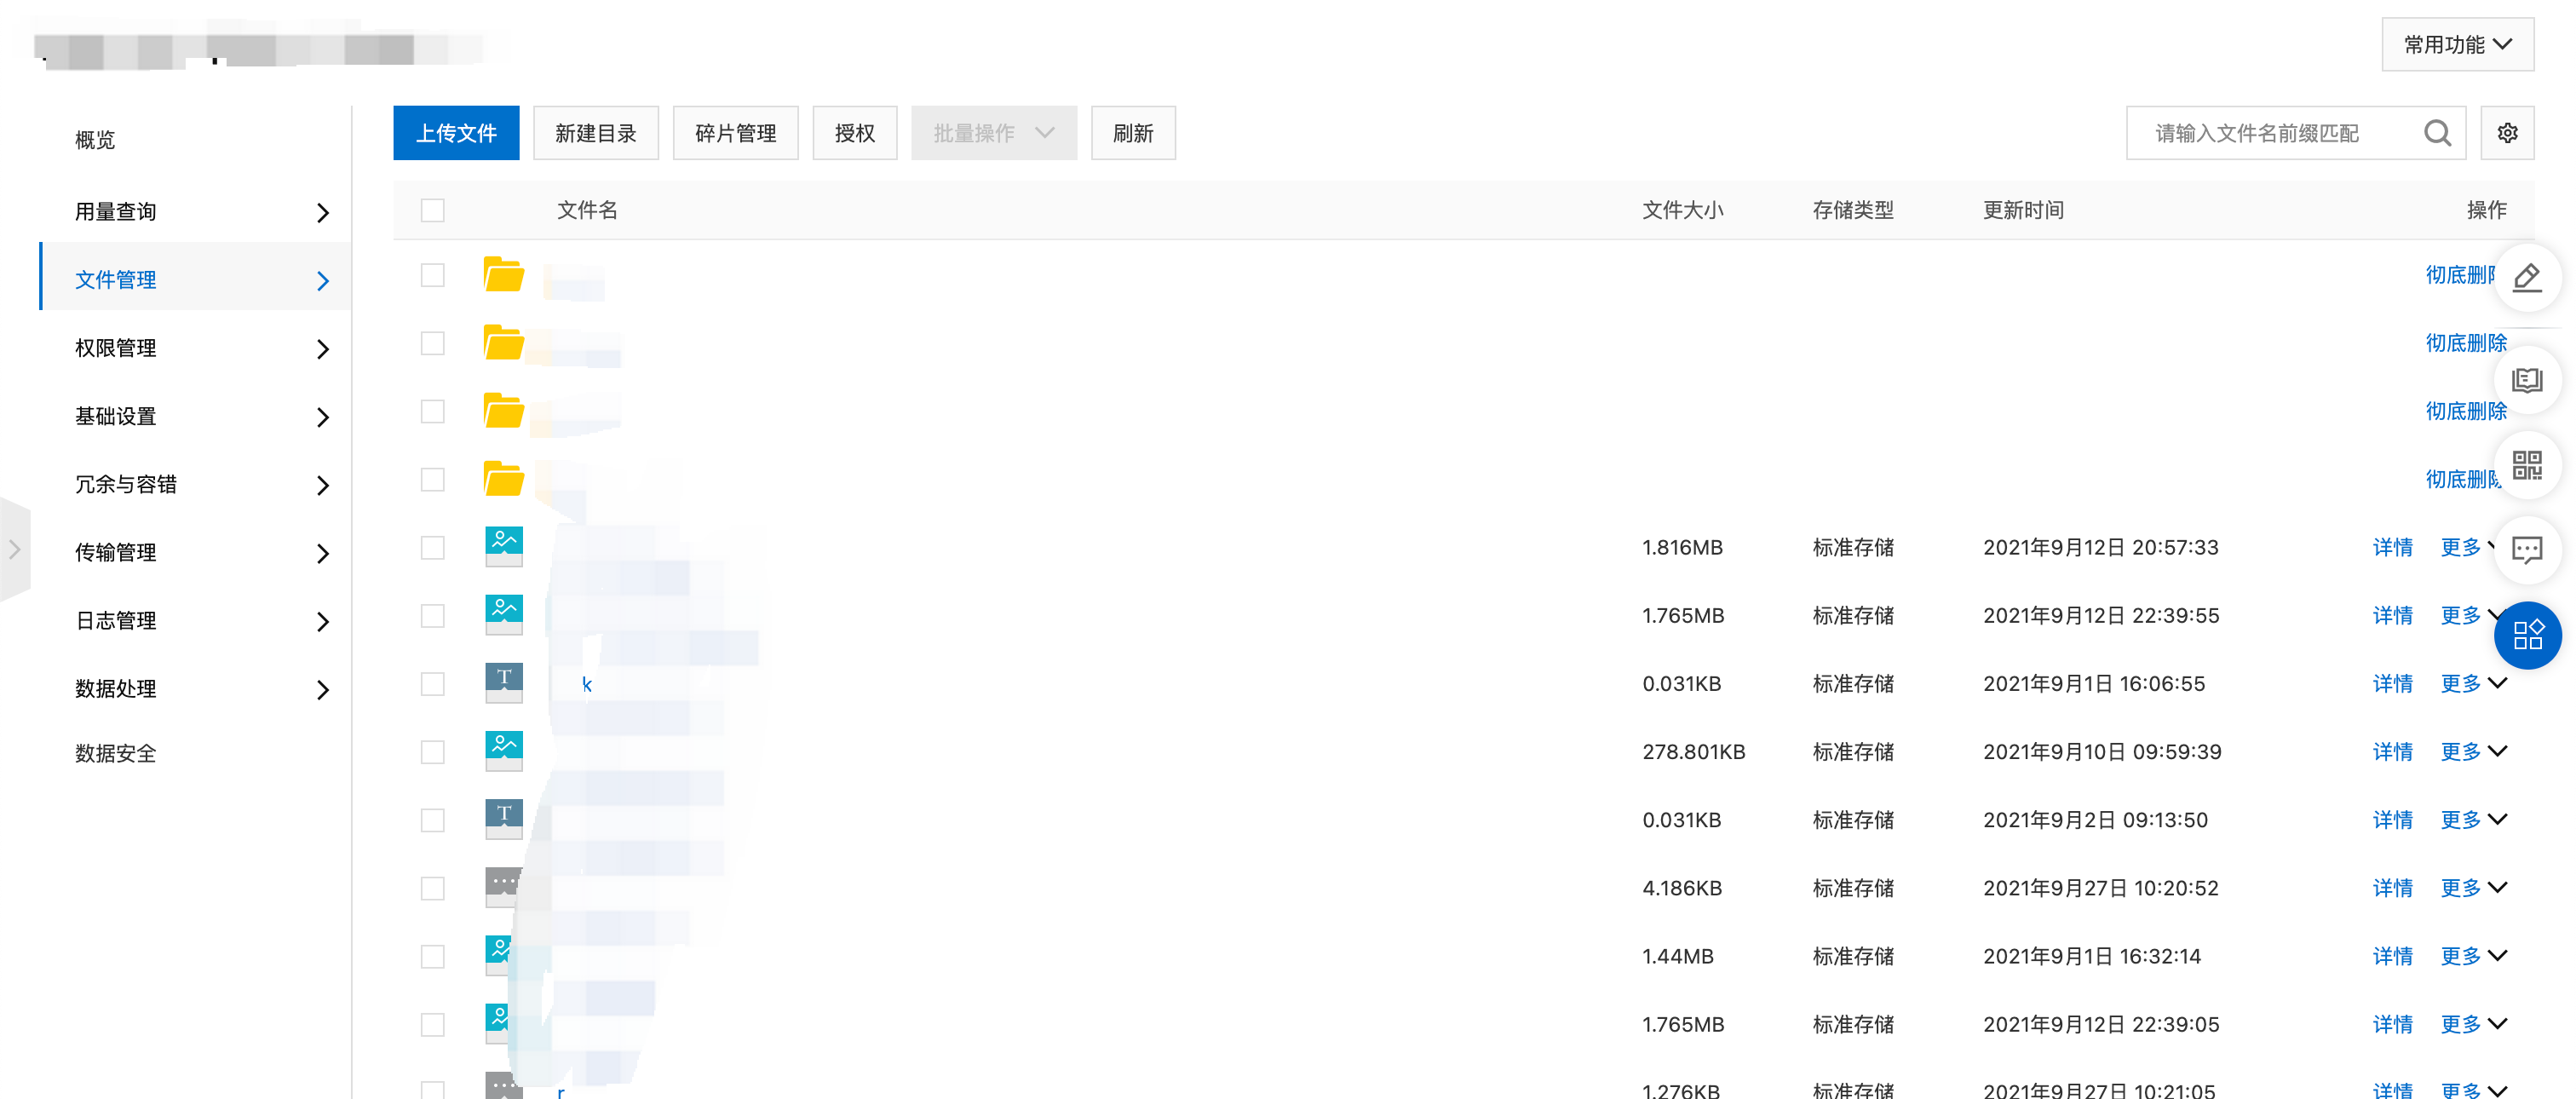 常用功能
概览
用量查询
文件管理
权限管理
基础设置
冗余与容错
传输管理
日志管理
数据处理
数据安全
上传文件 新建目录 碎片管理 授权 批量操作 刷新 请输入文件名前缀匹配
文件名 文件大小 存储类型 更新时间 操作
彻底删除
彻底删除
彻底删除
彻底删除
1.816MB 标准存储 2021年9月12日 20:57:33 详情 更多
1.765MB 标准存储 2021年9月12日 22:39:55 详情 更多
k 0.031KB 标准存储 2021年9月1日 16:06:55 详情 更多
278.801KB 标准存储 2021年9月10日 09:59:39 详情 更多
0.031KB 标准存储 2021年9月2日 09:13:50 详情 更多
4.186KB 标准存储 2021年9月27日 10:20:52 详情 更多
1.44MB 标准存储 2021年9月1日 16:32:14 详情 更多
1.765MB 标准存储 2021年9月12日 22:39:05 详情 更多
r 1.276KB 标准存储 2021年9月27日 10:21:05 详情 更多